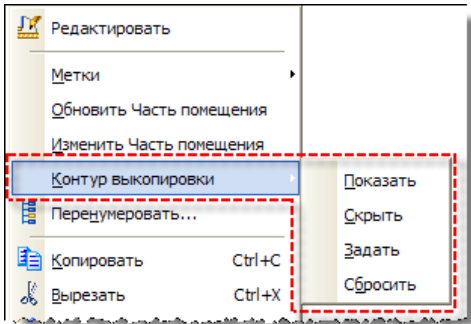 Редактировать
Метки
Обновить Часть помещения
Изменить Часть помещения
Контур выкопировки
Показать
Скрыть
Задать
Сбросить
Перенумеровать...
Копировать Ctrl+C
Вырезать Ctrl+X